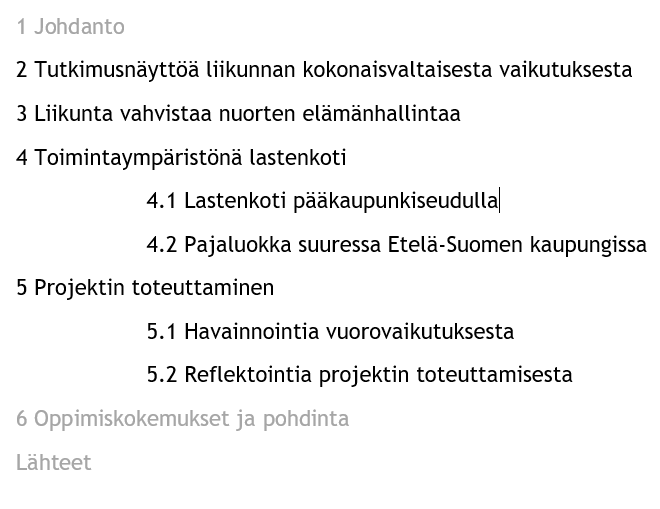 1 Johdanto
2 Tutkimusnäyttöä liikunnan kokonaisvaltaisesta vaikutuksesta
3 Liikunta vahvistaa nuorten elämänhallintaa
4 Toimintaympäristönä lastenkoti
4.1 Lastenkoti pääkaupunkiseudulla
4.2 Pajaluokka suuressa Etelä-Suomen kaupungissa
5 Projektin toteuttaminen
5.1 Havainnointia vuorovaikutuksesta
5.2 Reflektointia projektin toteuttamisesta
6 Oppimiskokemukset ja pohdinta
Lähteet